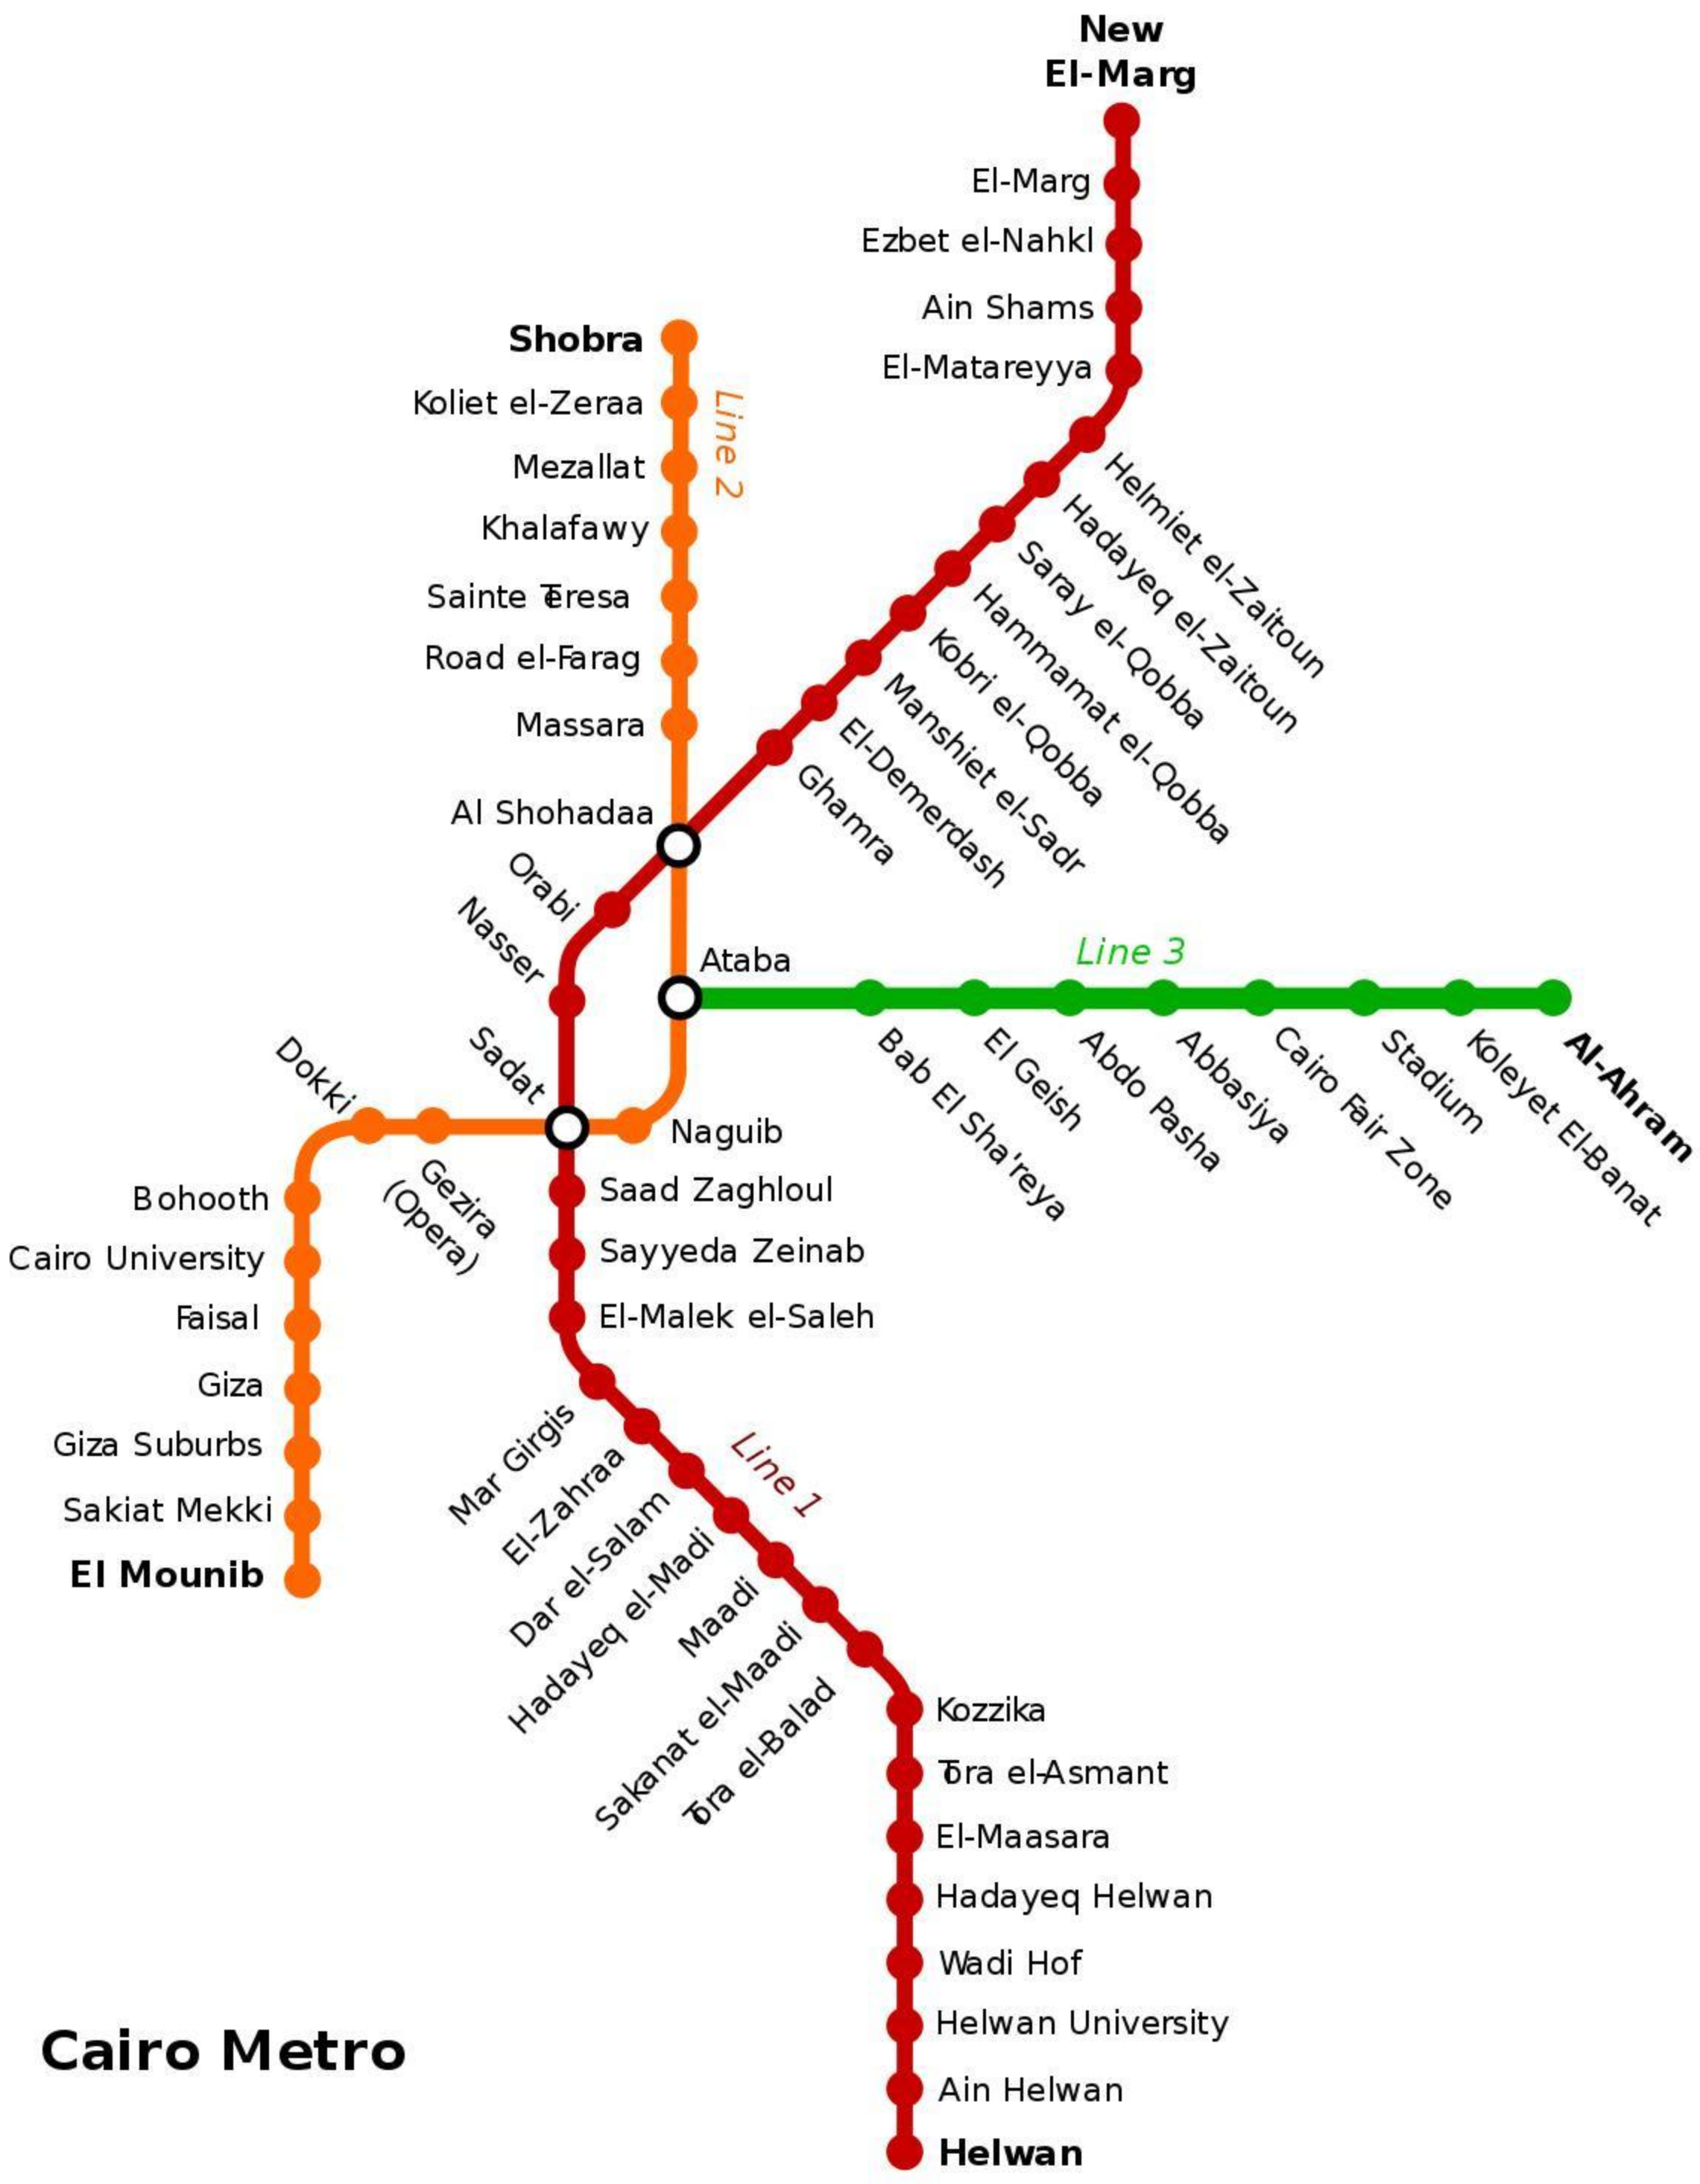 New
El-Marg
El-Marg
Ezbet el-Nahkl
Ain Shams
El-Matareyya
Helmiet el-Zaitoun
Hadayeq el-Zaitoun
Saray el-Qobba
Hammamat el-Qobba
Kobri el-Qobba
Manshiet el-Sadr
El-Demerdash
Ghamra
Shobra
Koliet el-Zeraa
Line 2
Mezallat
Khalafawy
Sainte Teresa
Road el-Farag
Massara
Al Shohadaa
Orabi
Nasser
Ataba
Line 3
Bab El Sha'reya
El Geish
Abdo Pasha
Abbasiya
Cairo Fair Zone
Stadium
Koleyet El-Banat
Al-Ahram
Sadat
Dokki
Naguib
Gezira
(Opera)
Bohooth
Cairo University
Faisal
Giza
Giza Suburbs
Sakiat Mekki
El Mounib
Saad Zaghloul
Sayyeda Zeinab
El-Malek el-Saleh
Mar Girgis
El-Zahraa
Line 1
Dar el-Salam
Hadayeq el-Madi
Maadi
Sakanat el-Maadi
Tora el-Balad
Kozzika
Tora el-Asmant
El-Maasara
Hadayeq Helwan
Wadi Hof
Helwan University
Ain Helwan
Helwan
Cairo Metro